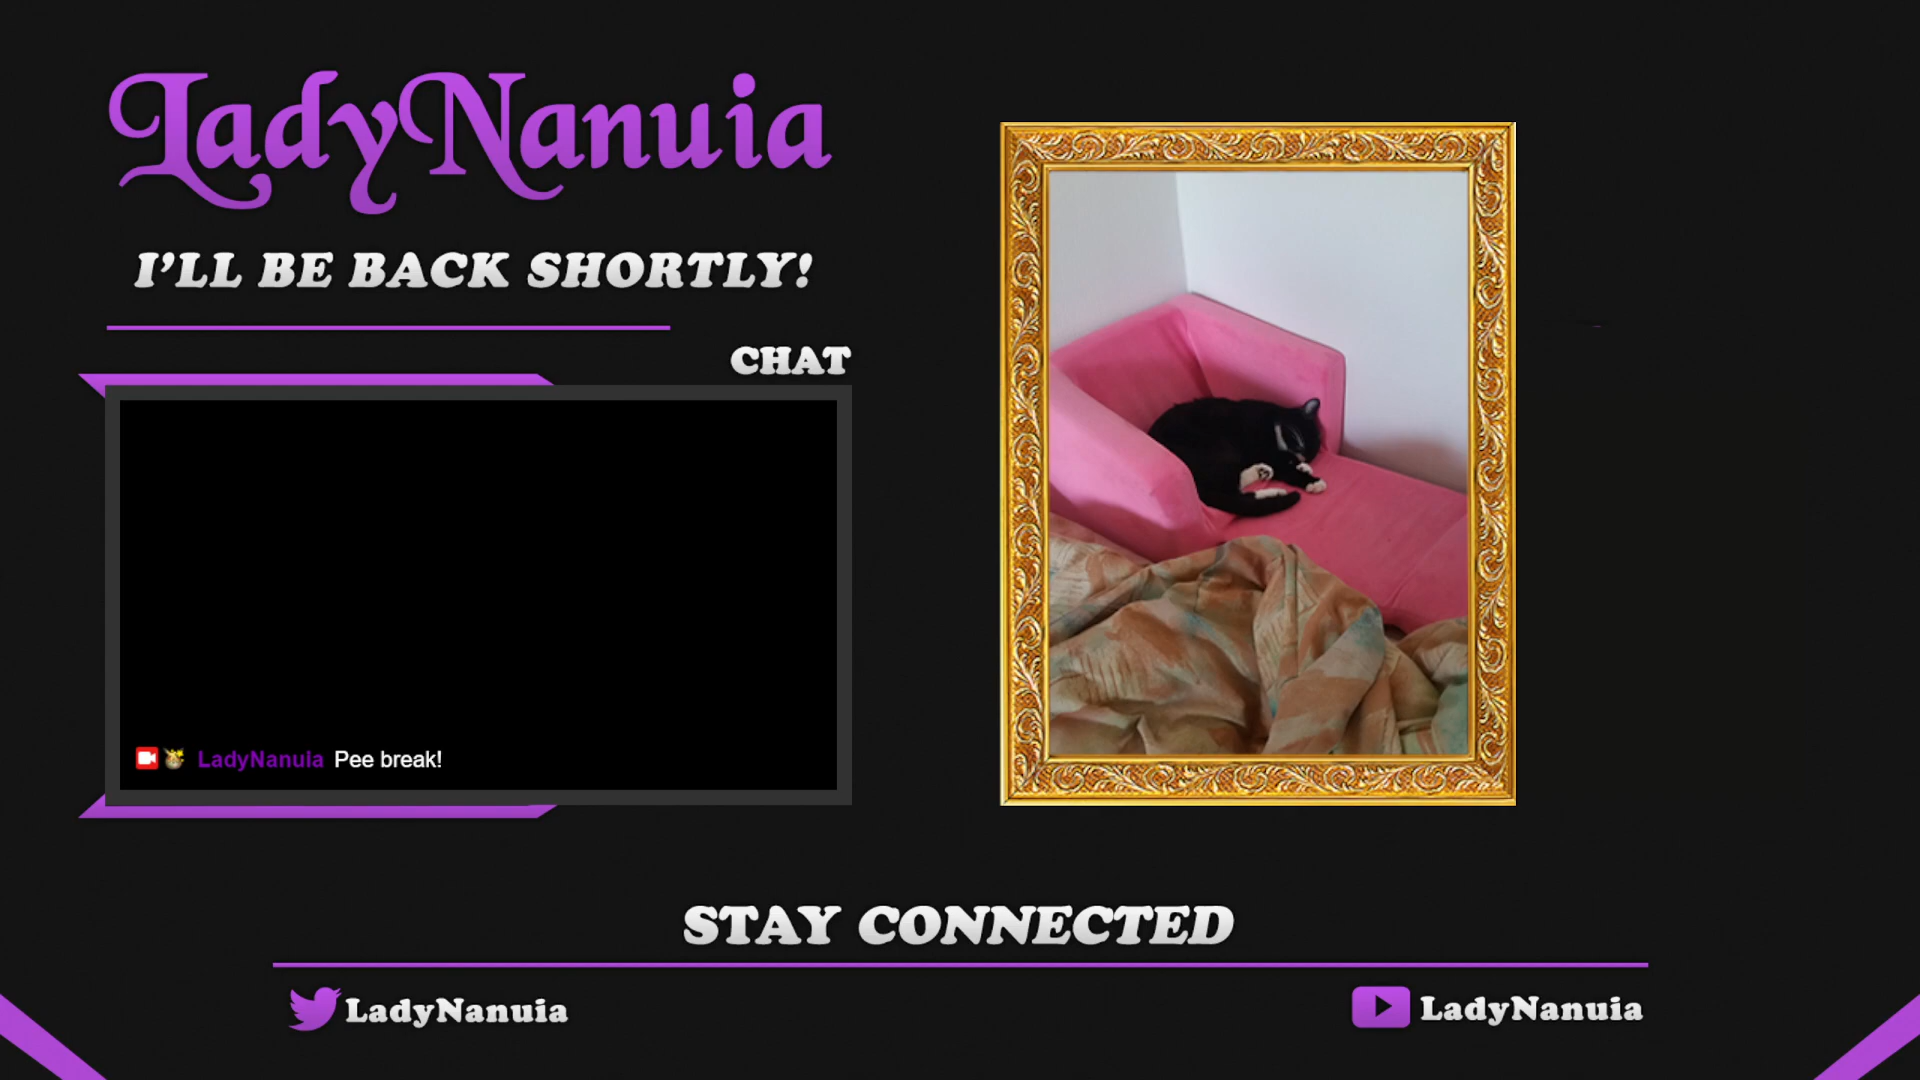 LadyNanuia
I'LL BE BACK SHORTLY!
CHAT
LadyNanuia Pee break!
STAY CONNECTED
LadyNanuia
LadyNanuia